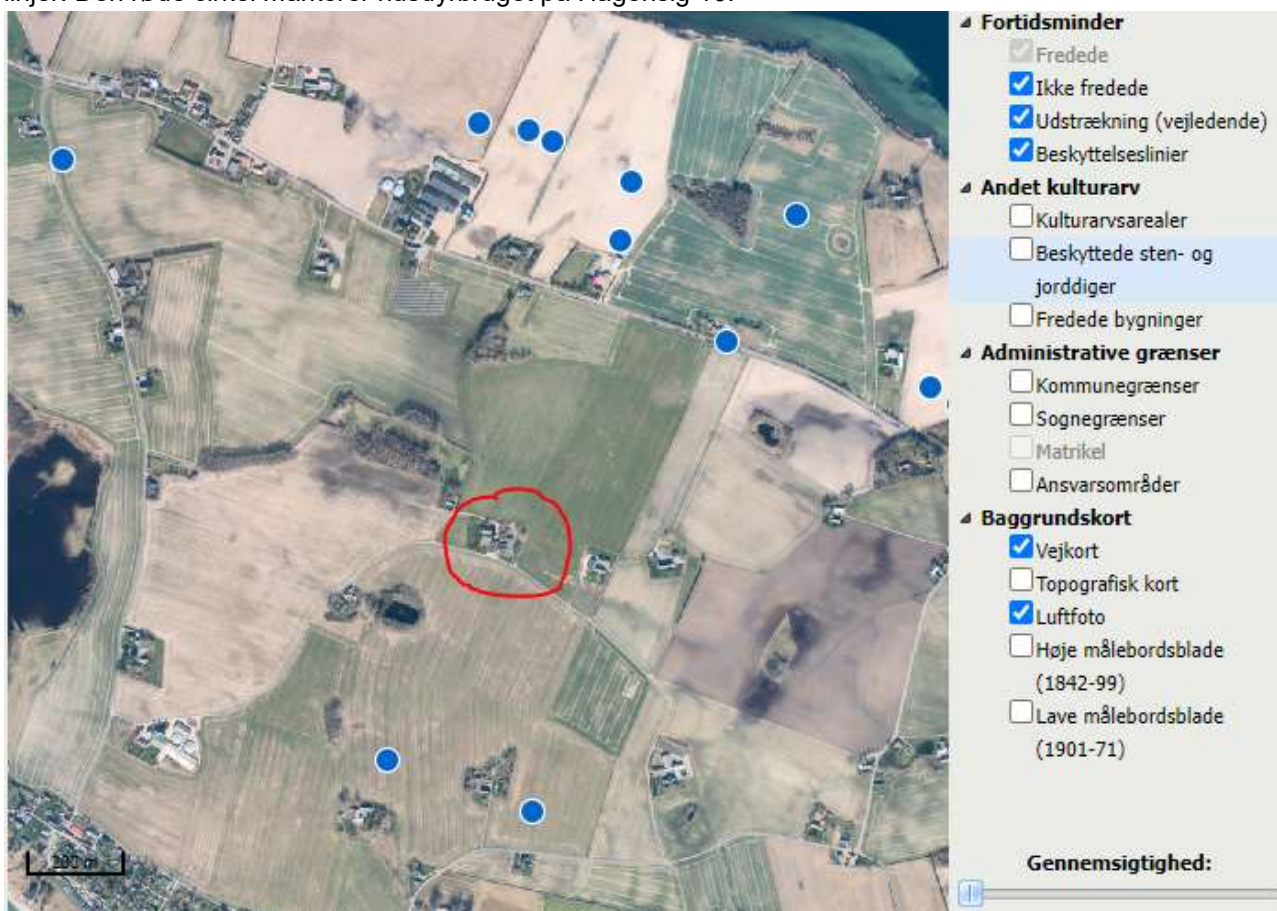 Fortidsminder
Fredede
Ikke fredede
Udstrækning (vejledende)
Beskyttelseslinier
Andet kulturarv
Kulturarvsarealer
Beskyttede sten- og
jorddiger
Fredede bygninger
Administrative grænser
Kommunegrænser
Sognegrænser
Matrikel
Ansvarsområder
Baggrundskort
Vejkort
Topografisk kort
Luftfoto
Høje målebordsblade
(1842-99)
Lave målebordsblade
(1901-71)
Gennemsigtighed: